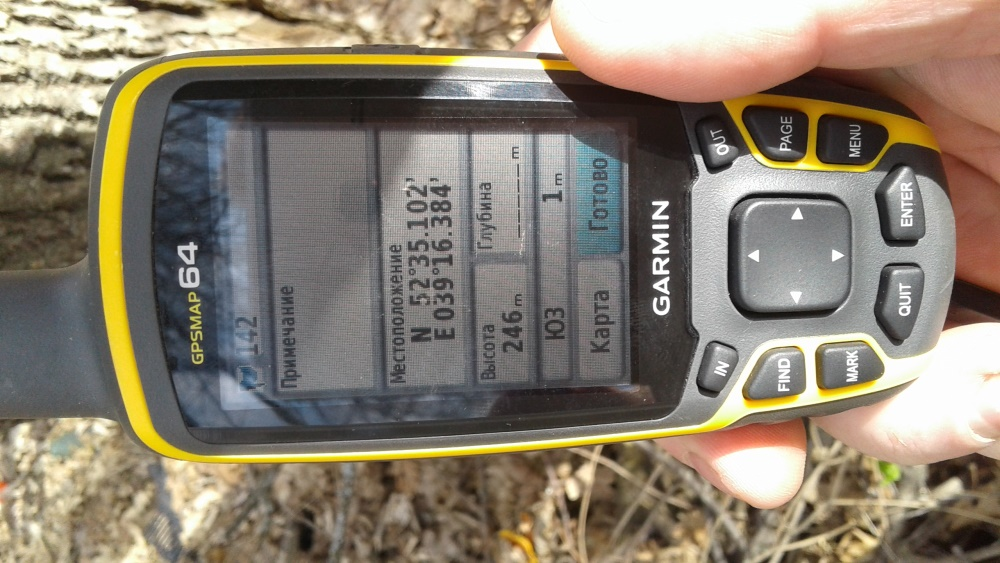 GPSMAP 64
142
Примечание
Местоположение
N 52°35.102'
E 039°16.384'
Высота
246 m
Глубина
_______ m
ЮЗ 1 m
Карта
Готово
GARMIN
IN
OUT
FIND
PAGE
MARK
MENU
QUIT
ENTER